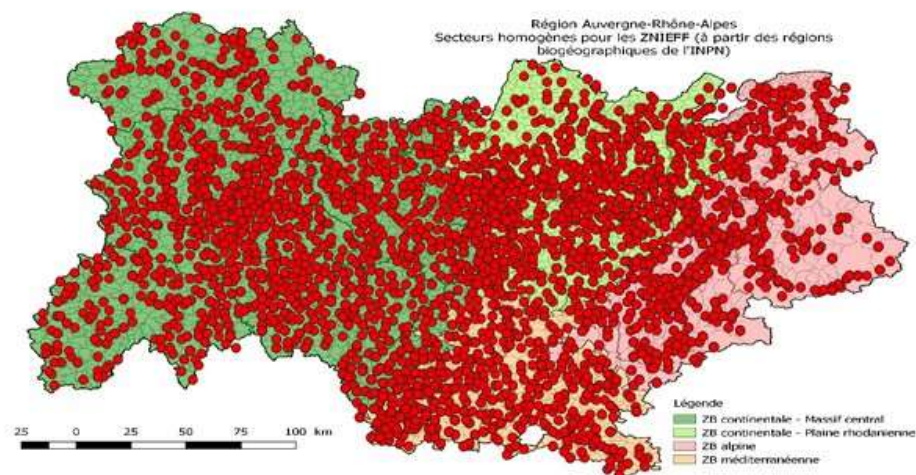 Région Auvergne-Rhône-Alpes
Secteurs homogènes pour les ZNIEFF (à partir des régions
biogéographiques de l'INPN)
Légende
ZB continentale - Massif central
ZB continentale - Plaine rhodanienne
ZB alpine
ZB méditerranéenne
25 0 25 50 75 100 km